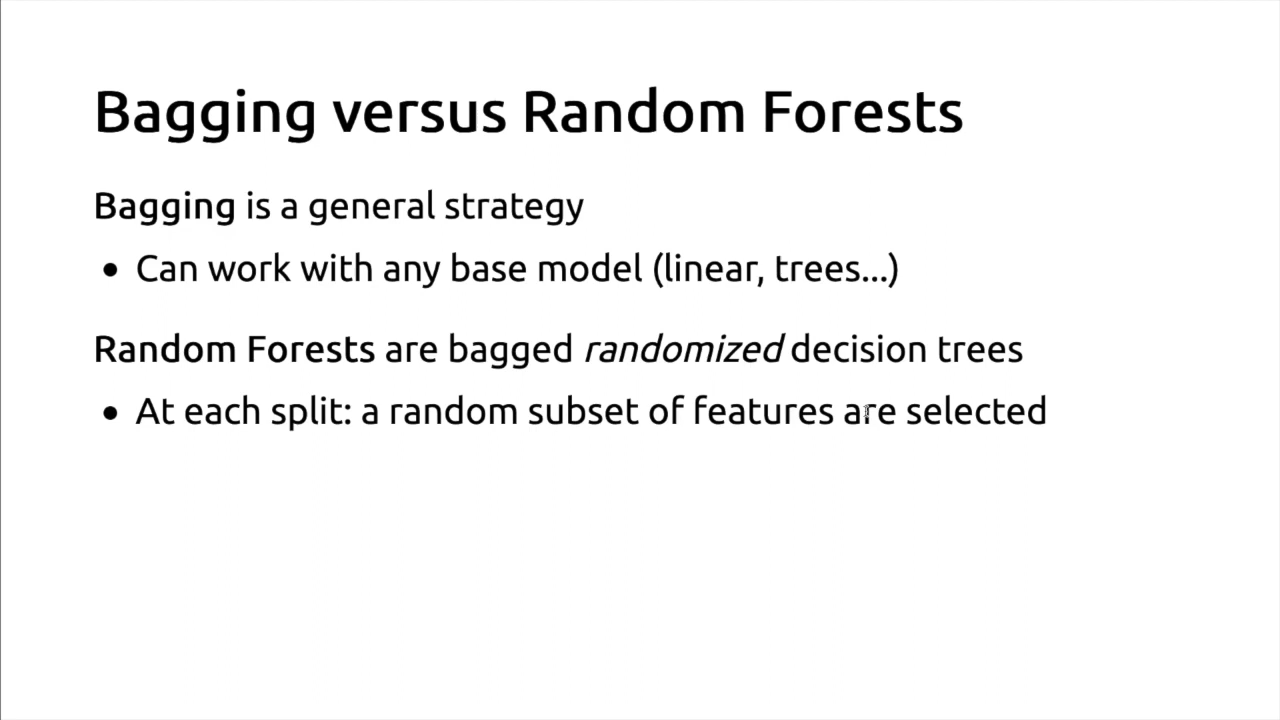 Bagging versus Random Forests
Bagging is a general strategy
• Can work with any base model (linear, trees...)
Random Forests are bagged randomized decision trees
• At each split: a random subset of features are selected